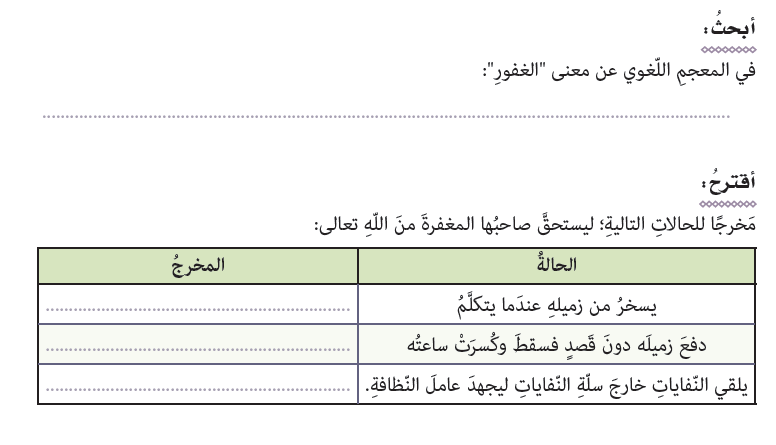 أبحثُ:
في المعجمِ اللّغوي عن معنى "الغفورِ":
أقترحُ:
مَخرجًا للحالاتِ التاليةِ؛ ليستحقَّ صاحبُها المغفرةَ منَ اللّهِ تعالى:
الحالةُ المخرجُ
يسخرُ من زميلهِ عندَما يتكلَّمُ
دفعَ زميلَه دونَ قَصدٍ فسقطَ وكُسرَتْ ساعتُه
يلقي النّفاياتِ خارجَ سلّةِ النّفاياتِ ليجهدَ عاملَ النّظافةِ.